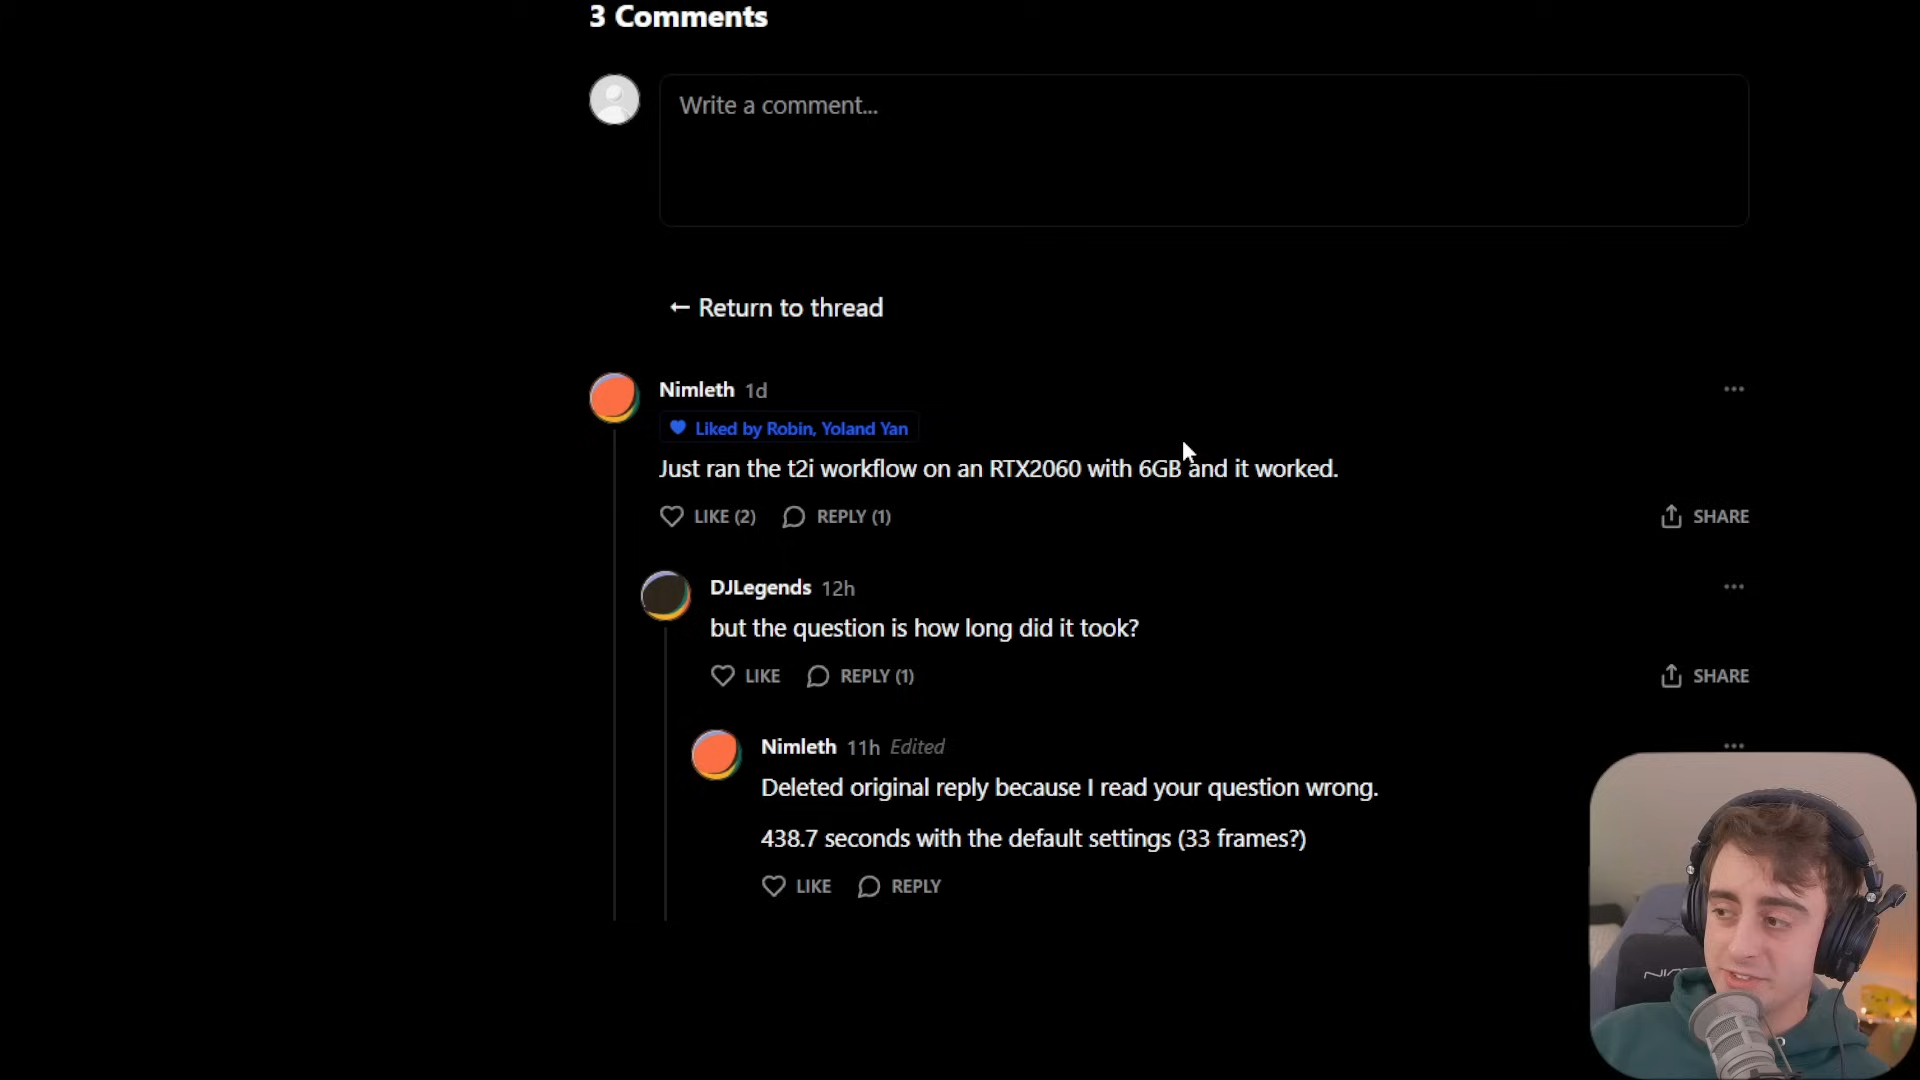 3 Comments
Write a comment...
← Return to thread
Nimleth 1d
Liked by Robin, Yoland Yan
Just ran the t2i workflow on an RTX2060 with 6GB and it worked.
LIKE (2) REPLY (1) SHARE
DJLegends 12h
but the question is how long did it took?
LIKE REPLY (1) SHARE
Nimleth 11h Edited
Deleted original reply because I read your question wrong.
438.7 seconds with the default settings (33 frames?)
LIKE REPLY